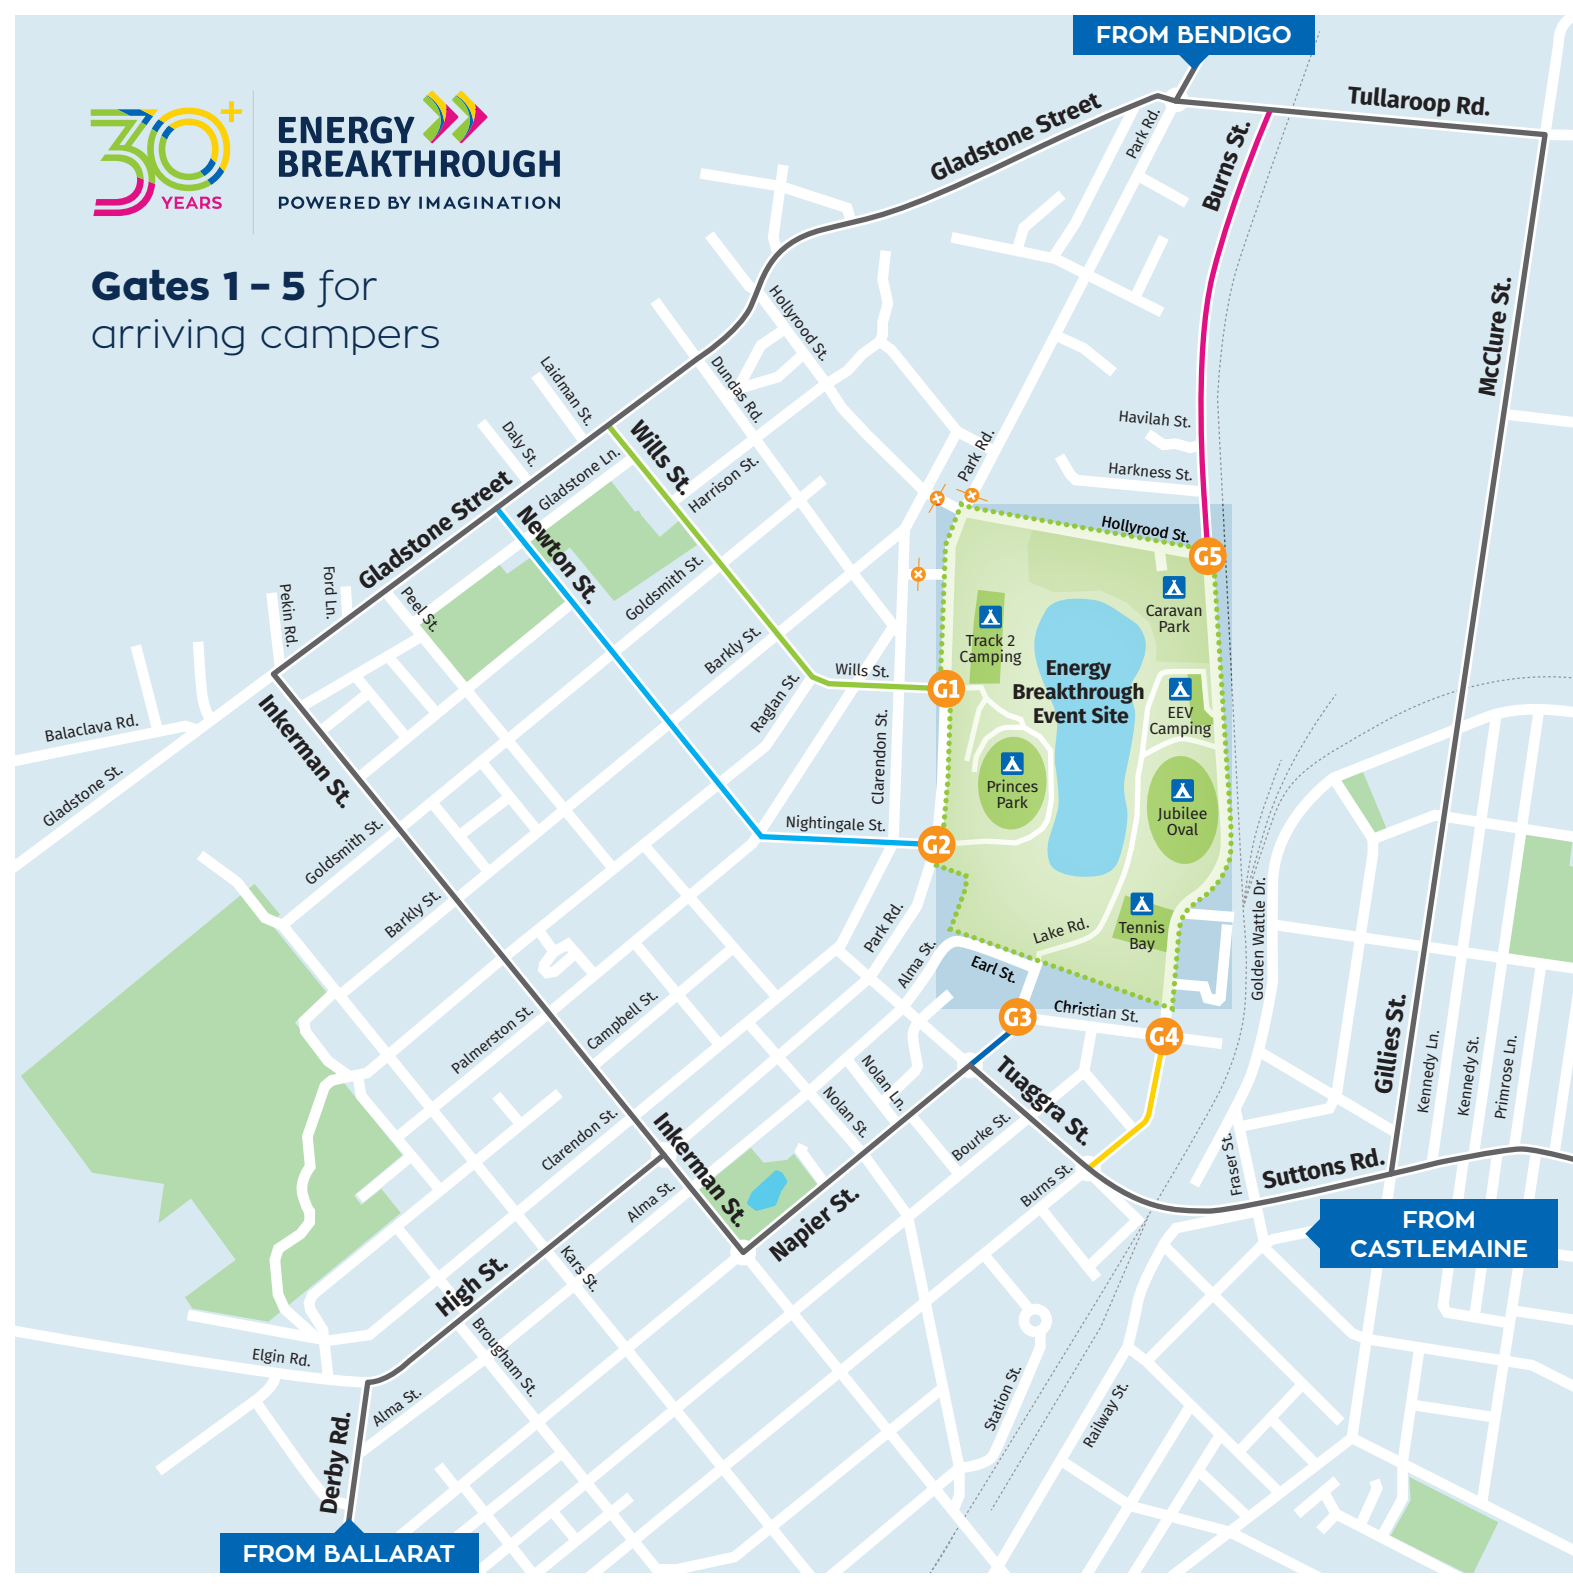 FROM BENDIGO
30+
YEARS
ENERGY
BREAKTHROUGH
POWERED BY IMAGINATION
Gates 1 – 5 for
arriving campers
Gladstone Street
Park Rd.
Burns St.
Tullaroop Rd.
McClure St.
Hollyrood St.
Dundas Rd.
Laidman St.
Daly St.
Wills St.
Gladstone Ln.
Harrison St.
Havilah St.
Park Rd.
Harkness St.
Gladstone Street
Newton St.
Hollyrood St.
G5
Goldsmith St.
Ford Ln.
Pekin Rd.
Peel St.
Caravan
Park
Track 2
Camping
Barkly St.
Wills St.
G1
Energy
Breakthrough
Event Site
EEV
Camping
Raglan St.
Clarendon St.
Balaclava Rd.
Gladstone St.
Inkerman St.
Princes
Park
Jubilee
Oval
Nightingale St.
G2
Goldsmith St.
Barkly St.
Park Rd.
Alma St.
Lake Rd.
Tennis
Bay
Golden Wattle Dr.
Earl St.
G3
Christian St.
G4
Palmerston St.
Campbell St.
Gillies St.
Kennedy Ln.
Kennedy St.
Primrose Ln.
Nolan Ln.
Nolan St.
Tuaggra St.
Bourke St.
Burns St.
Clarendon St.
Inkerman St.
Alma St.
Napier St.
Fraser St.
Suttons Rd.
FROM
CASTLEMAINE
High St.
Kars St.
Brougham St.
Elgin Rd.
Alma St.
Derby Rd.
Station St.
Railway St.
FROM BALLARAT